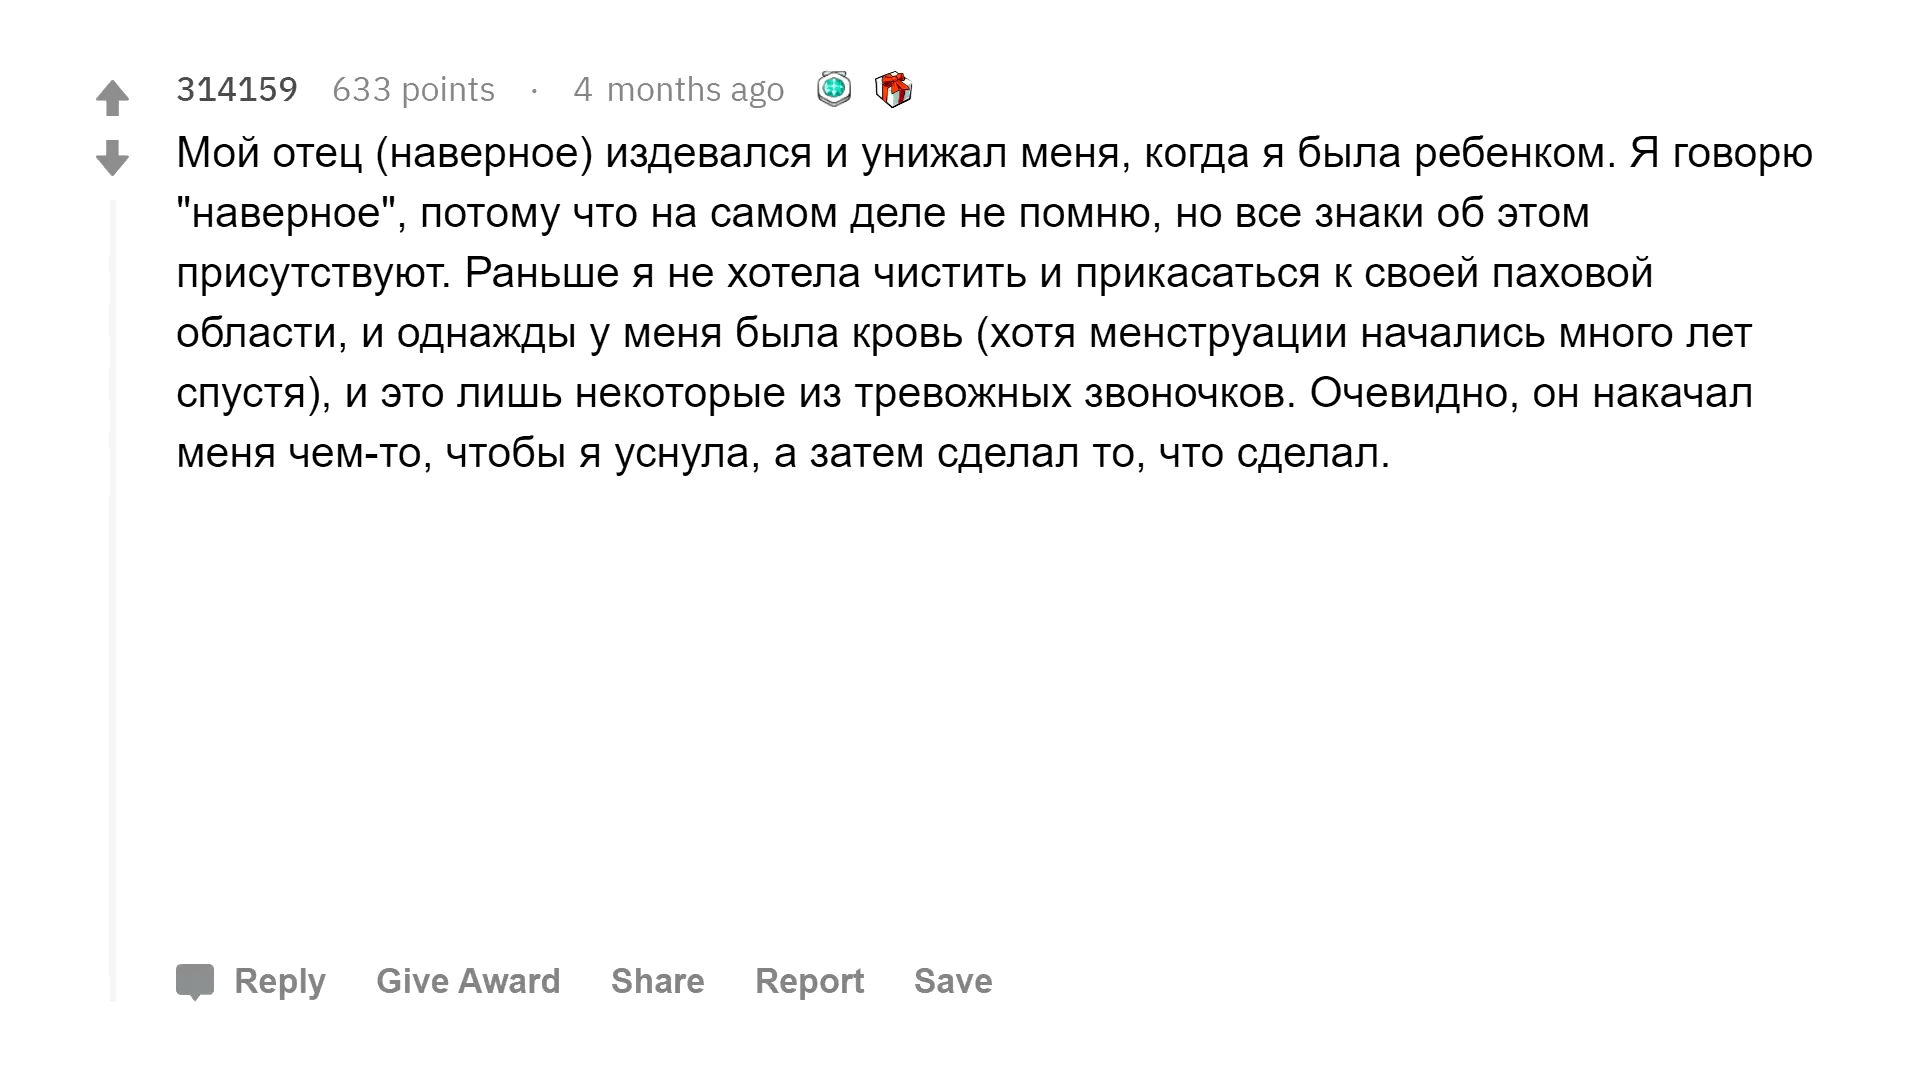 314159 633 points · 4 months ago
Мой отец (наверное) издевался и унижал меня, когда я была ребенком. Я говорю
"наверное", потому что на самом деле не помню, но все знаки об этом
присутствуют. Раньше я не хотела чистить и прикасаться к своей паховой
области, и однажды у меня была кровь (хотя менструации начались много лет
спустя), и это лишь некоторые из тревожных звоночков. Очевидно, он накачал
меня чем-то, чтобы я уснула, а затем сделал то, что сделал.
Reply Give Award Share Report Save